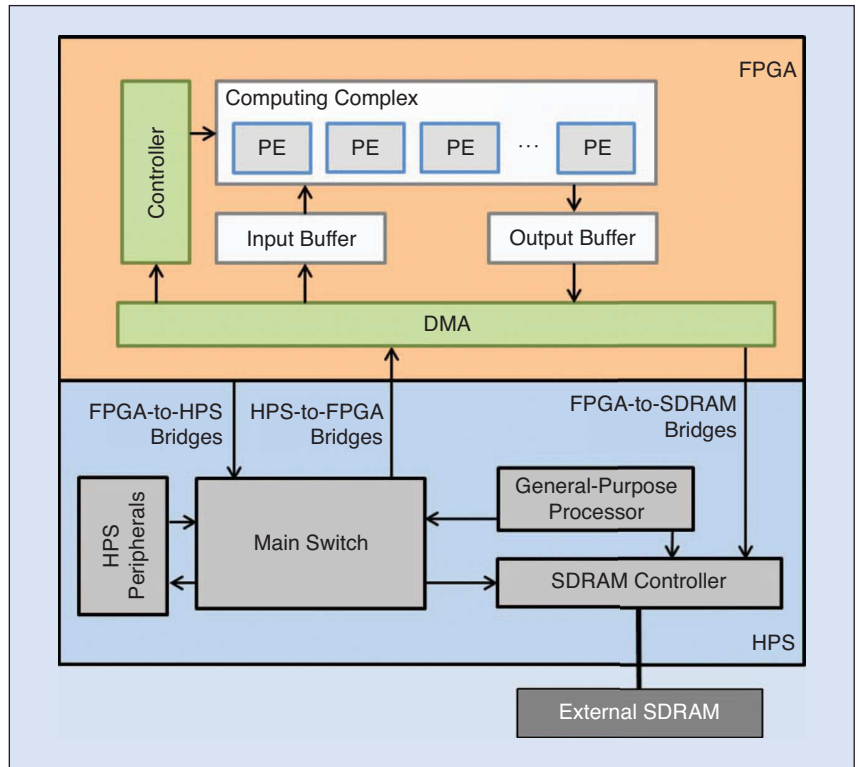 FPGA
Computing Complex
Controller
PE
PE
PE
...
PE
Input Buffer
Output Buffer
DMA
FPGA-to-HPS
Bridges
HPS-to-FPGA
Bridges
FPGA-to-SDRAM
Bridges
General-Purpose
Processor
HPS
Peripherals
Main Switch
SDRAM Controller
HPS
External SDRAM